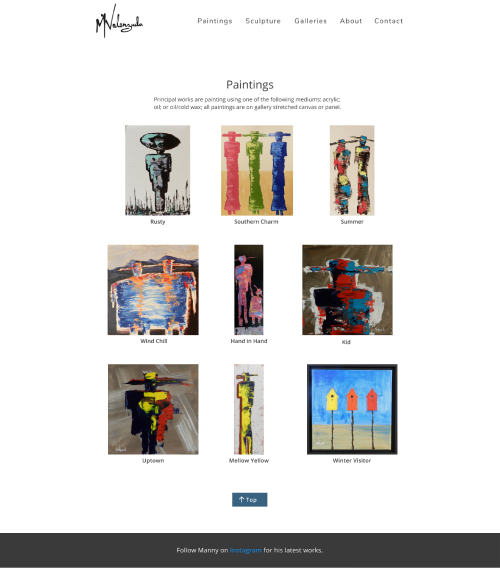 MValenzuela
Paintings Sculpture Galleries About Contact
Paintings
Principal works are painting using one of the following mediums: acrylic;
oil; or oil/cold wax; all paintings are on gallery stretched canvas or panel.
Rusty Southern Charm Summer
Wind Chill Hand in Hand Kid
Uptown Mellow Yellow Winter Visitor
↑ Top
Follow Manny on Instagram for his latest works.